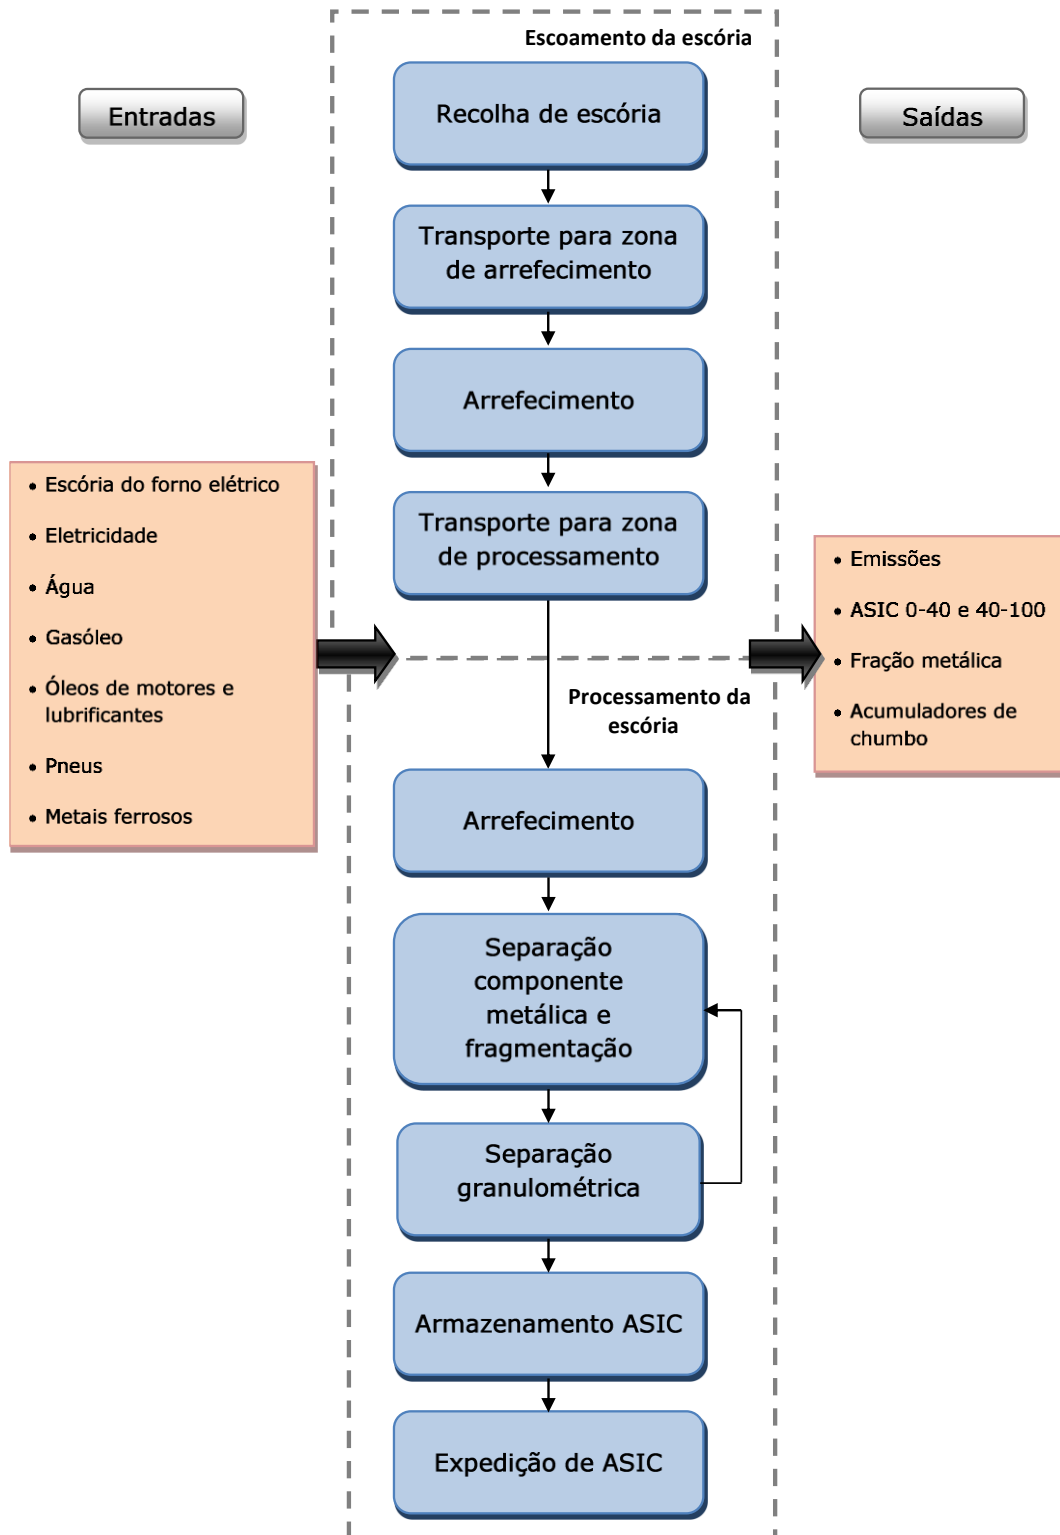 Escoamento da escória
Entradas
Recolha de escória
Saídas
Transporte para zona
de arrefecimento
Arrefecimento
Transporte para zona
de processamento
• Escória do forno elétrico
• Eletricidade
• Água
• Gasóleo
• Óleos de motores e
lubrificantes
• Pneus
• Metais ferrosos
• Emissões
• ASIC 0-40 e 40-100
• Fração metálica
• Acumuladores de
chumbo
Processamento da
escória
Arrefecimento
Separação
componente
metálica e
fragmentação
Separação
granulométrica
Armazenamento ASIC
Expedição de ASIC